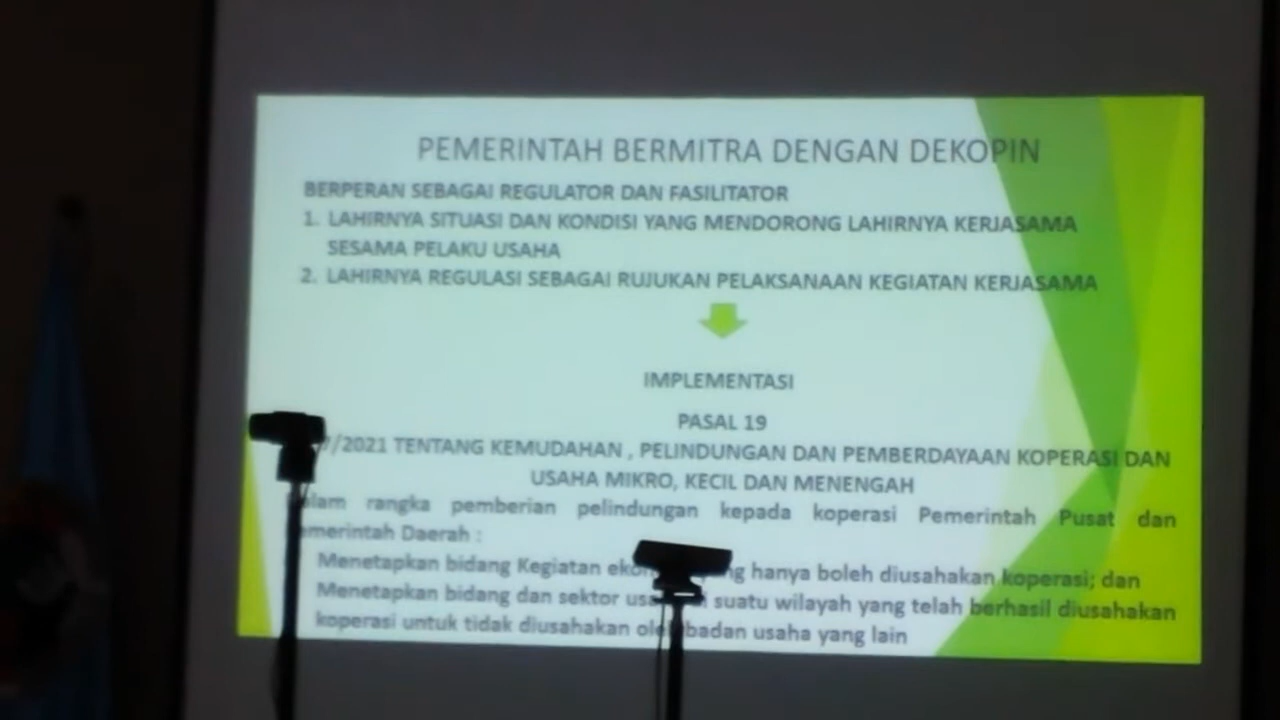 PEMERINTAH BERMITRA DENGAN DEKOPIN
BERPERAN SEBAGAI REGULATOR DAN FASILITATOR
1. LAHIRNYA SITUASI DAN KONDISI YANG MENDORONG LAHIRNYA KERJASAMA
SESAMA PELAKU USAHA
2. LAHIRNYA REGULASI SEBAGAI RUJUKAN PELAKSANAAN KEGIATAN KERJASAMA
IMPLEMENTASI
PASAL 19
/2021 TENTANG KEMUDAHAN , PELINDUNGAN DAN PEMBERDAYAAN KOPERASI DAN
USAHA MIKRO, KECIL DAN MENENGAH
rangka pemberian pelindungan kepada koperasi Pemerintah Pusat dan
Daerah :
Menetapkan bidang Kegiatan hanya boleh diusahakan koperasi; dan
Menetapkan bidang dan sektor suatu wilayah yang telah berhasil diusahakan
koperasi untuk tidak diusahakan badan usaha yang lain